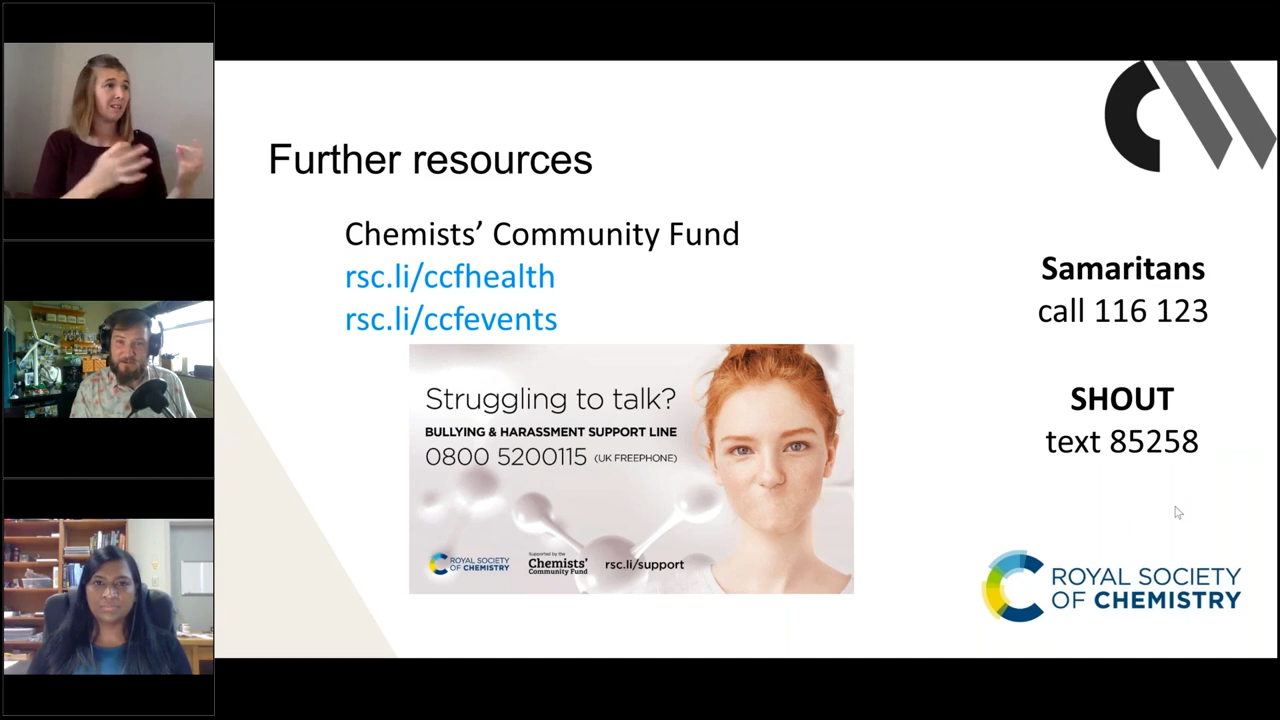 Further resources
Chemists' Community Fund
rsc.li/ccfhealth
rsc.li/ccfevents
Struggling to talk?
BULLYING & HARASSMENT SUPPORT LINE
0800 5200115 (UK FREEPHONE)
ROYAL SOCIETY
OF CHEMISTRY
Supported by the
Chemists'
Community Fund
rsc.li/support
Samaritans
call 116 123
SHOUT
text 85258
ROYAL SOCIETY
OF CHEMISTRY